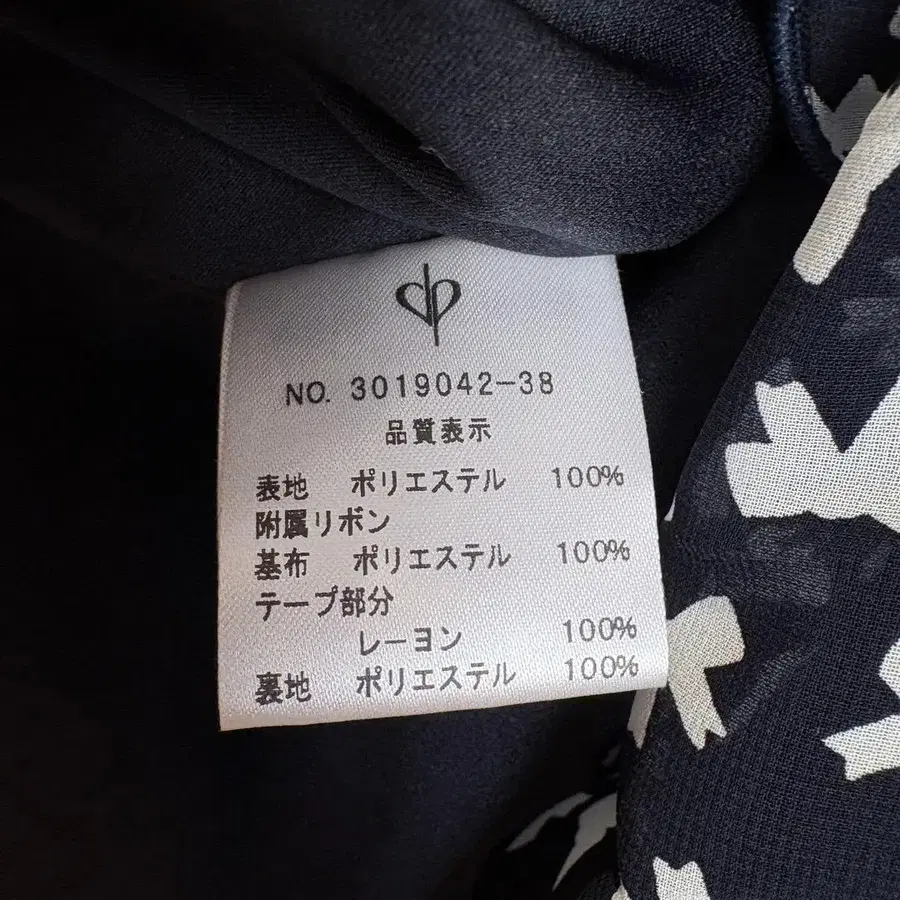 NO. 3019042-38
品質表示
表地 ポリエステル 100%
附属リボン
基布 ポリエステル 100%
テープ部分
レーヨン 100%
裏地 ポリエステル 100%